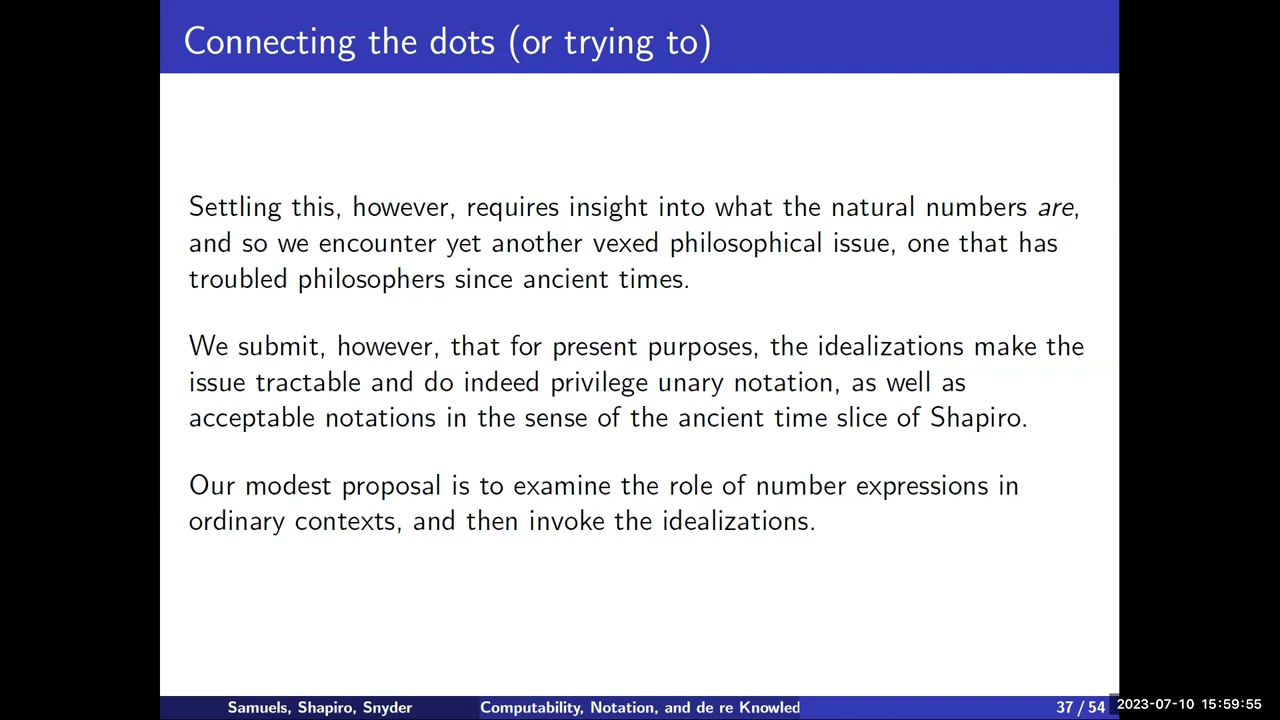 Connecting the dots (or trying to)
Settling this, however, requires insight into what the natural numbers are,
and so we encounter yet another vexed philosophical issue, one that has
troubled philosophers since ancient times.
We submit, however, that for present purposes, the idealizations make the
issue tractable and do indeed privilege unary notation, as well as
acceptable notations in the sense of the ancient time slice of Shapiro.
Our modest proposal is to examine the role of number expressions in
ordinary contexts, and then invoke the idealizations.
Samuels, Shapiro, Snyder
Computability, Notation, and de re Knowled
37 / 54
2023-07-10 15:59:55